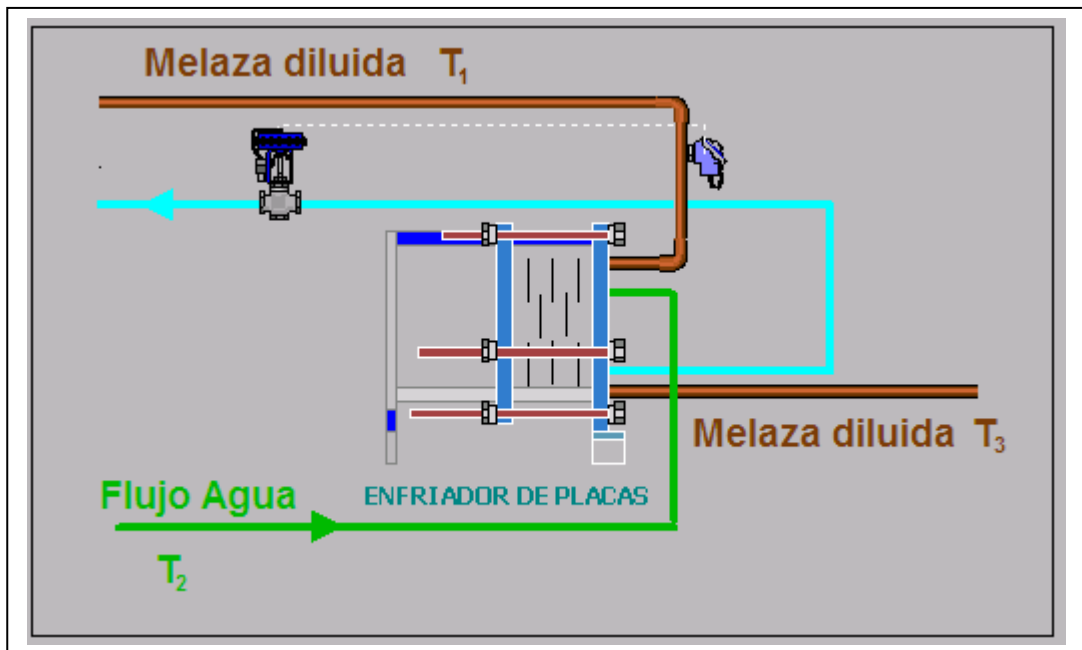 Melaza diluida T₁
Melaza diluida T₃
Flujo Agua
ENFRIADOR DE PLACAS
T₂